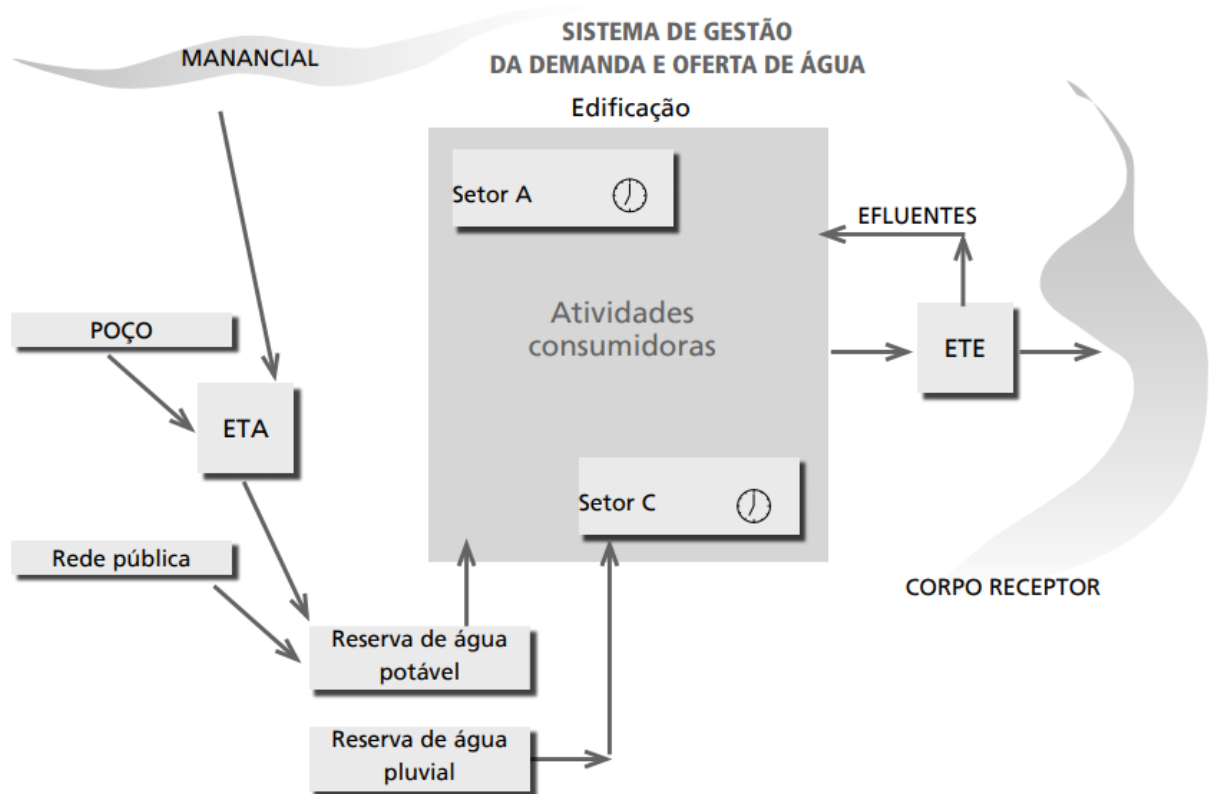 SISTEMA DE GESTÃO
DA DEMANDA E OFERTA DE ÁGUA
MANANCIAL
Edificação
Setor A
EFLUENTES
Atividades
consumidoras
POÇO
ETE
ETA
Setor C
Rede pública
CORPO RECEPTOR
Reserva de água
potável
Reserva de água
pluvial